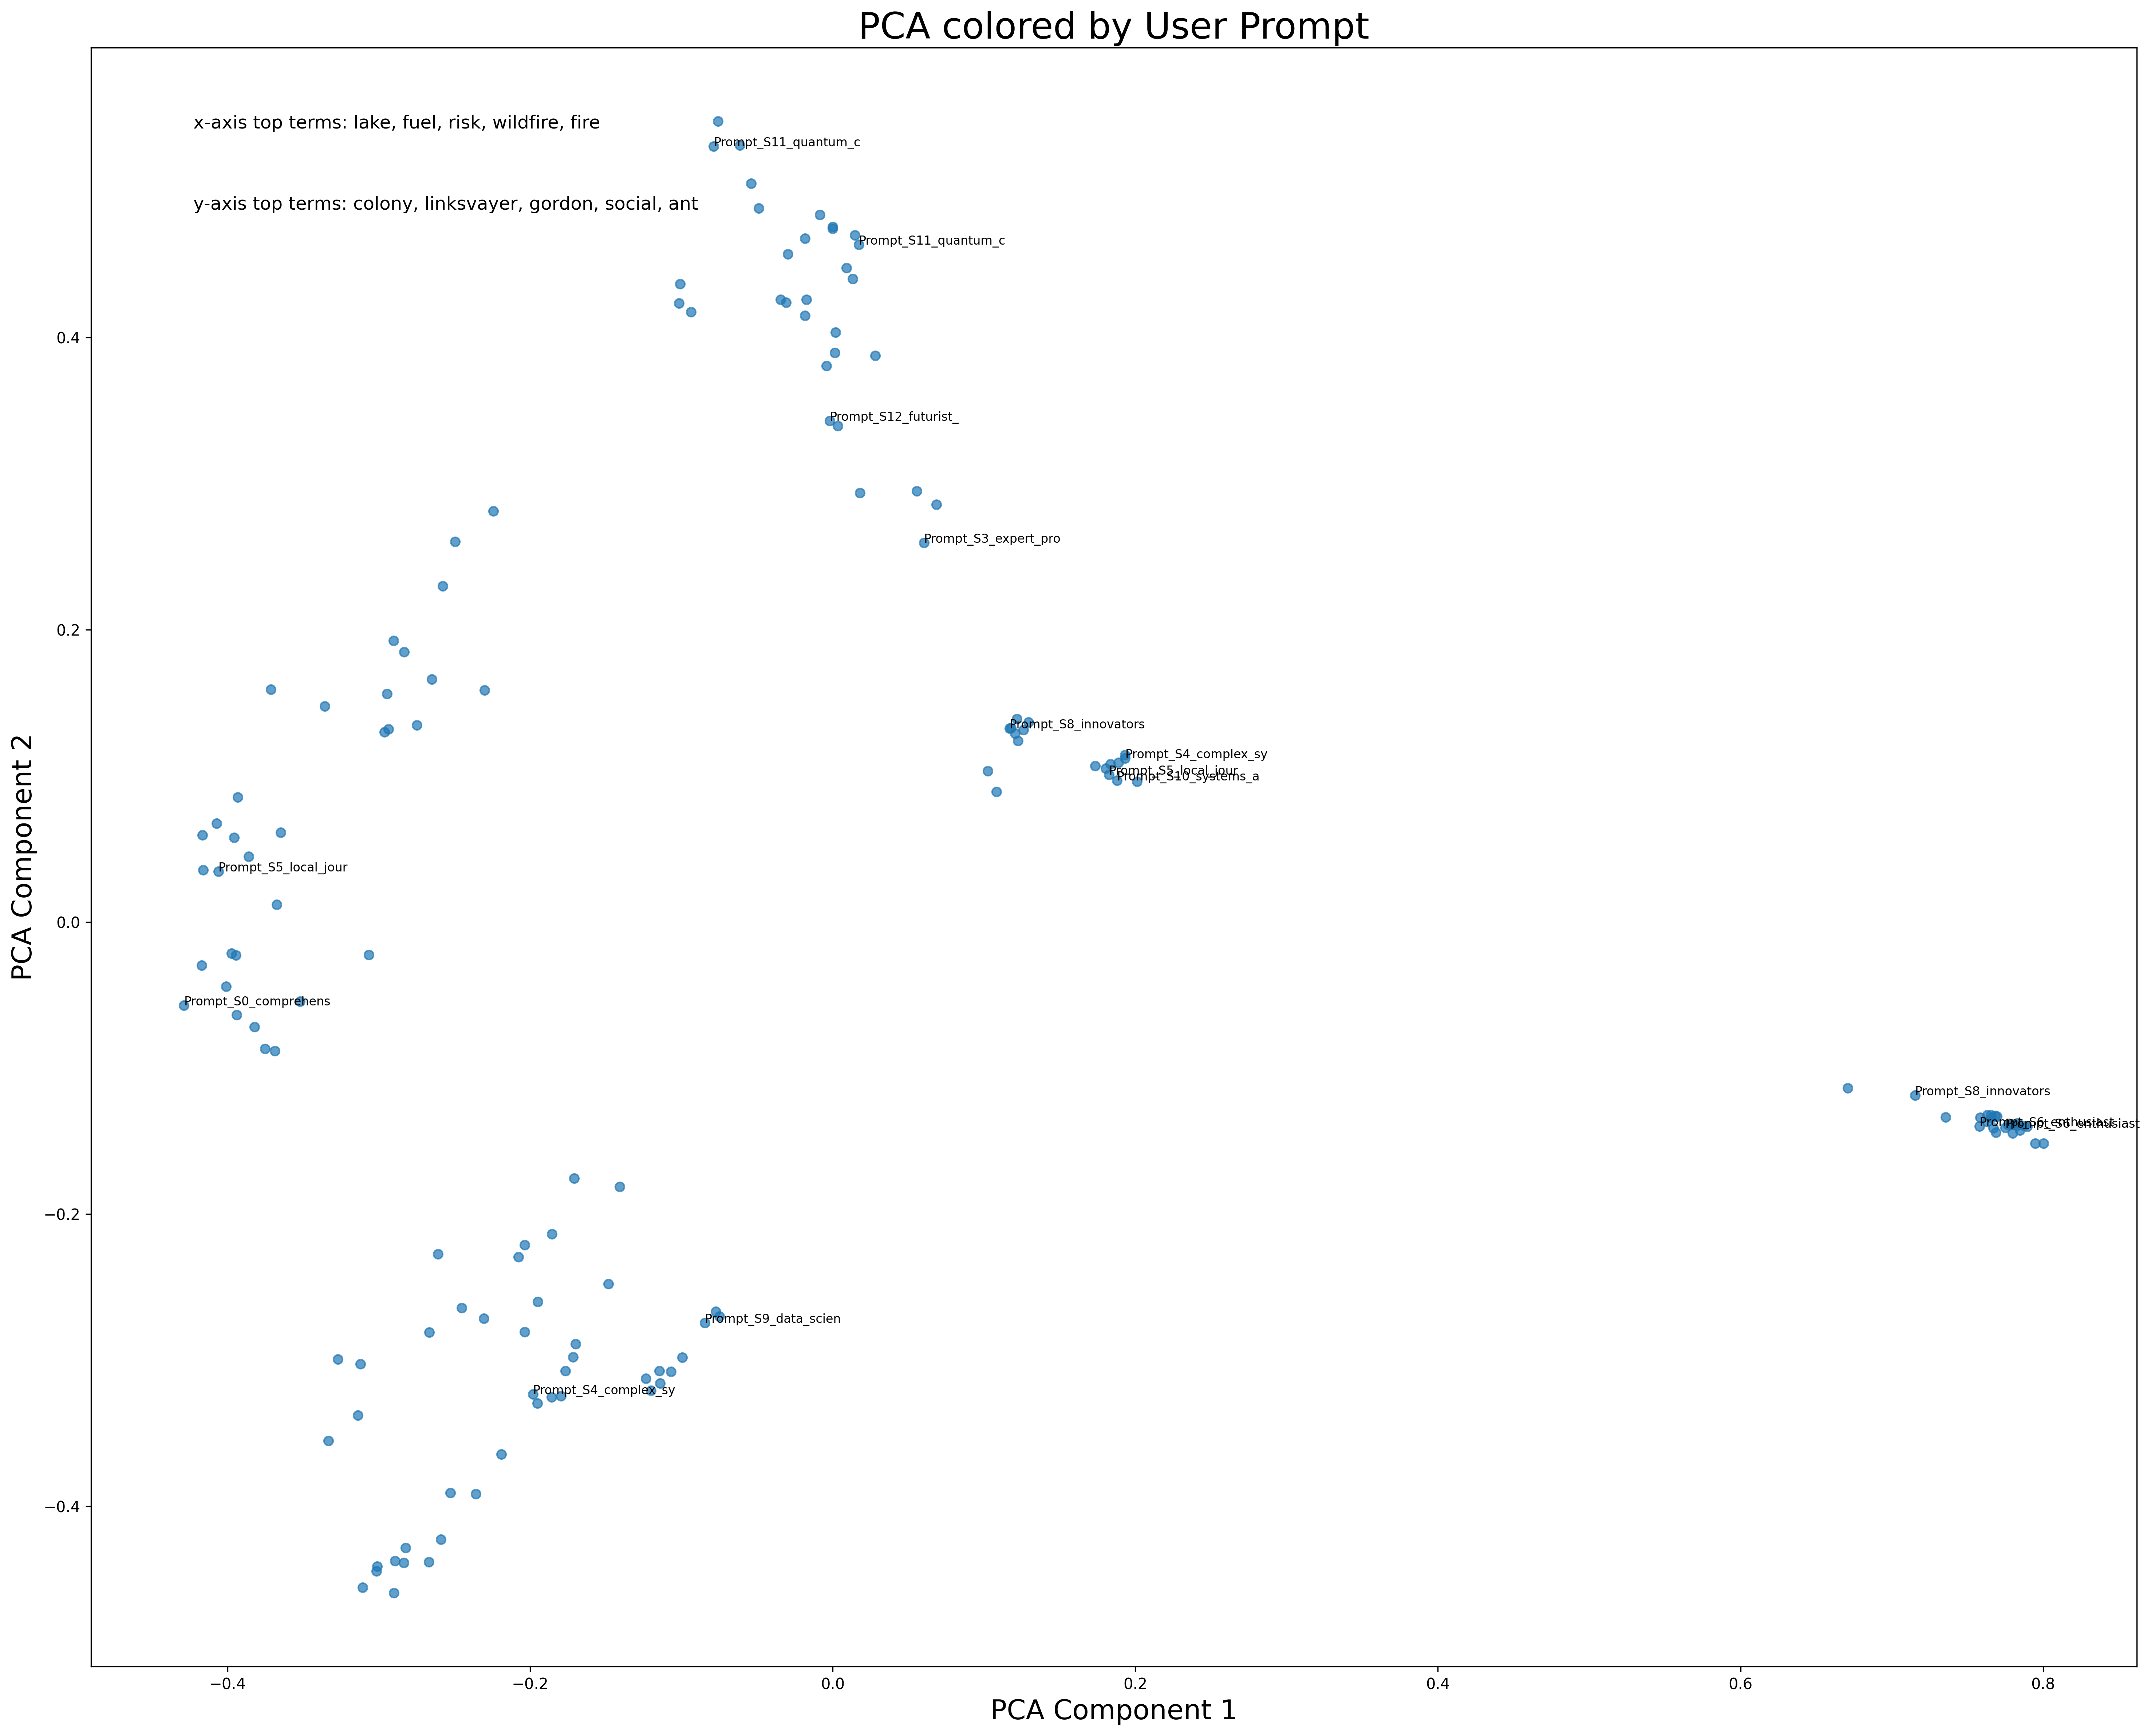 PCA colored by User Prompt
x-axis top terms: lake, fuel, risk, wildfire, fire
Prompt_S11_quantum_c
y-axis top terms: colony, linksvayer, gordon, social, ant
Prompt_S11_quantum_c
0.4
Prompt_S12_futurist_
Prompt_S3_expert_pro
0.2
Prompt_S8_innovators
Prompt_S4_complex_sy
Prompt_S5_local_jour
Prompt_S10_systems_a
Prompt_S5_local_jour
0.0
Prompt_S0_comprehens
Prompt_S8_innovators
Prompt_S6_enthusiast
Prompt_S6_enthusiast
−0.2
Prompt_S9_data_scien
Prompt_S4_complex_sy
−0.4
−0.4
−0.2
0.0
0.2
0.4
0.6
0.8
PCA Component 1
PCA Component 2